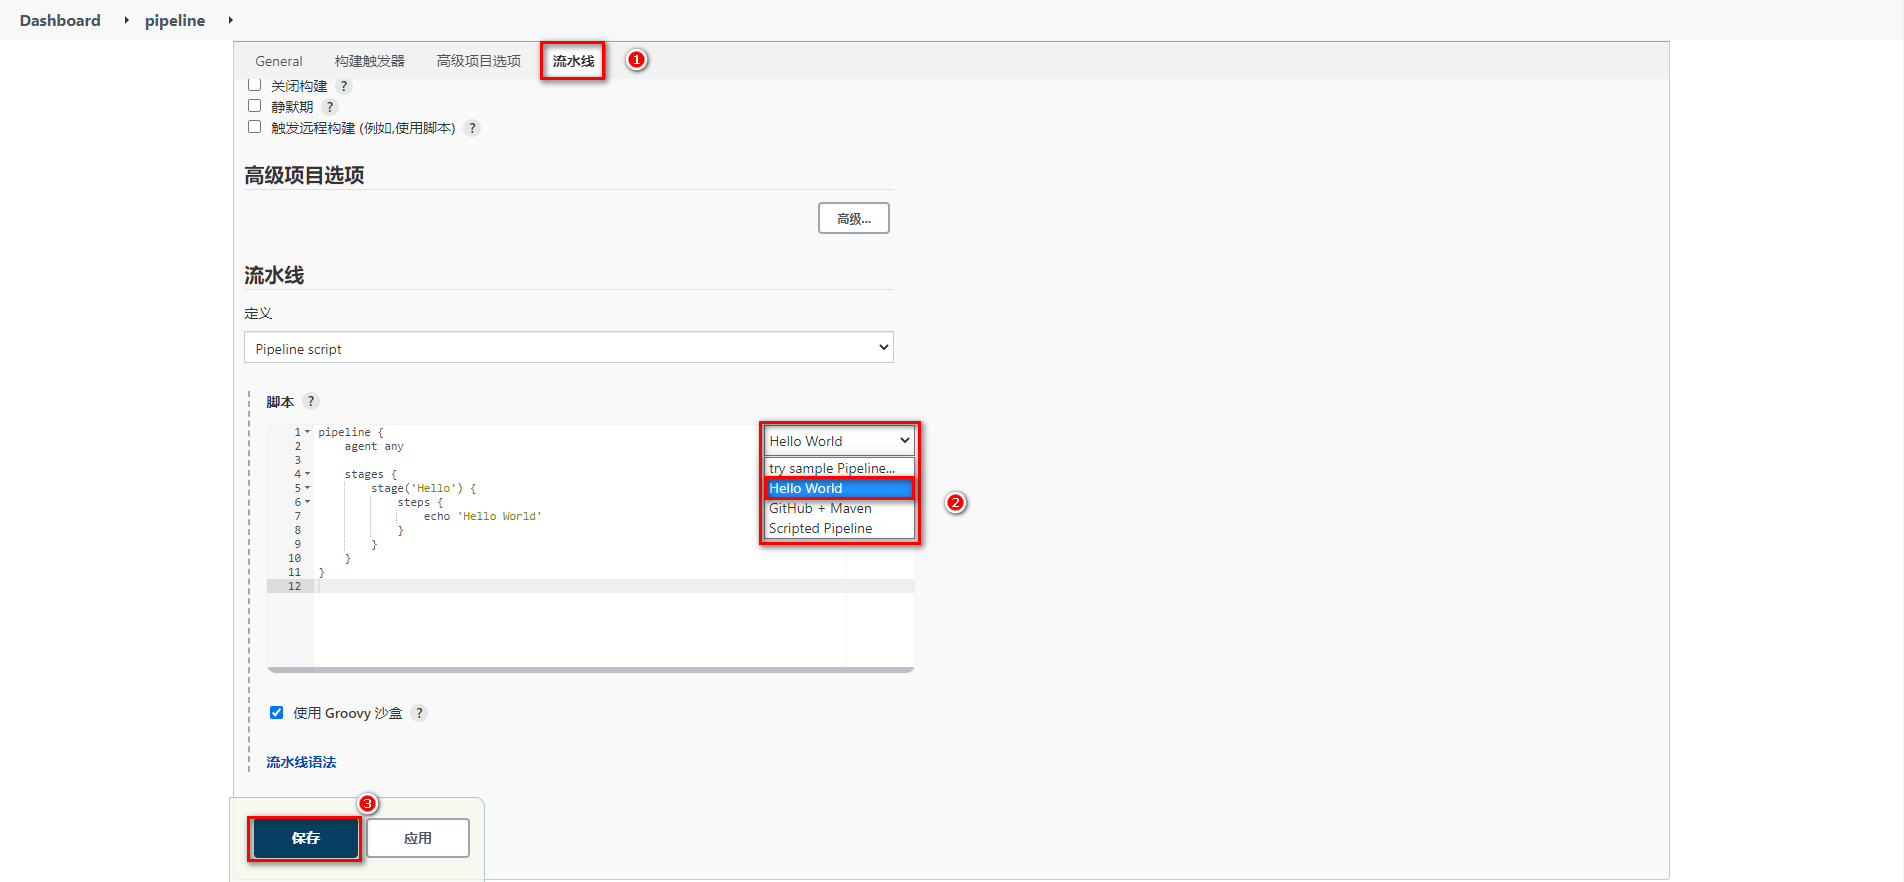 Dashboard pipeline
General 构建触发器 高级项目选项 流水线 1
关闭构建 ?
静默期 ?
触发远程构建 (例如,使用脚本) ?
高级项目选项
高级...
流水线
定义
Pipeline script
脚本 ?
1 pipeline {
2 agent any
3
4 stages {
5 stage('Hello') {
6 steps {
7 echo 'Hello World'
8 }
9 }
10 }
11 }
12
Hello World
try sample Pipeline...
Hello World
GitHub + Maven
Scripted Pipeline
2
使用 Groovy 沙盒 ?
流水线语法
3
保存 应用